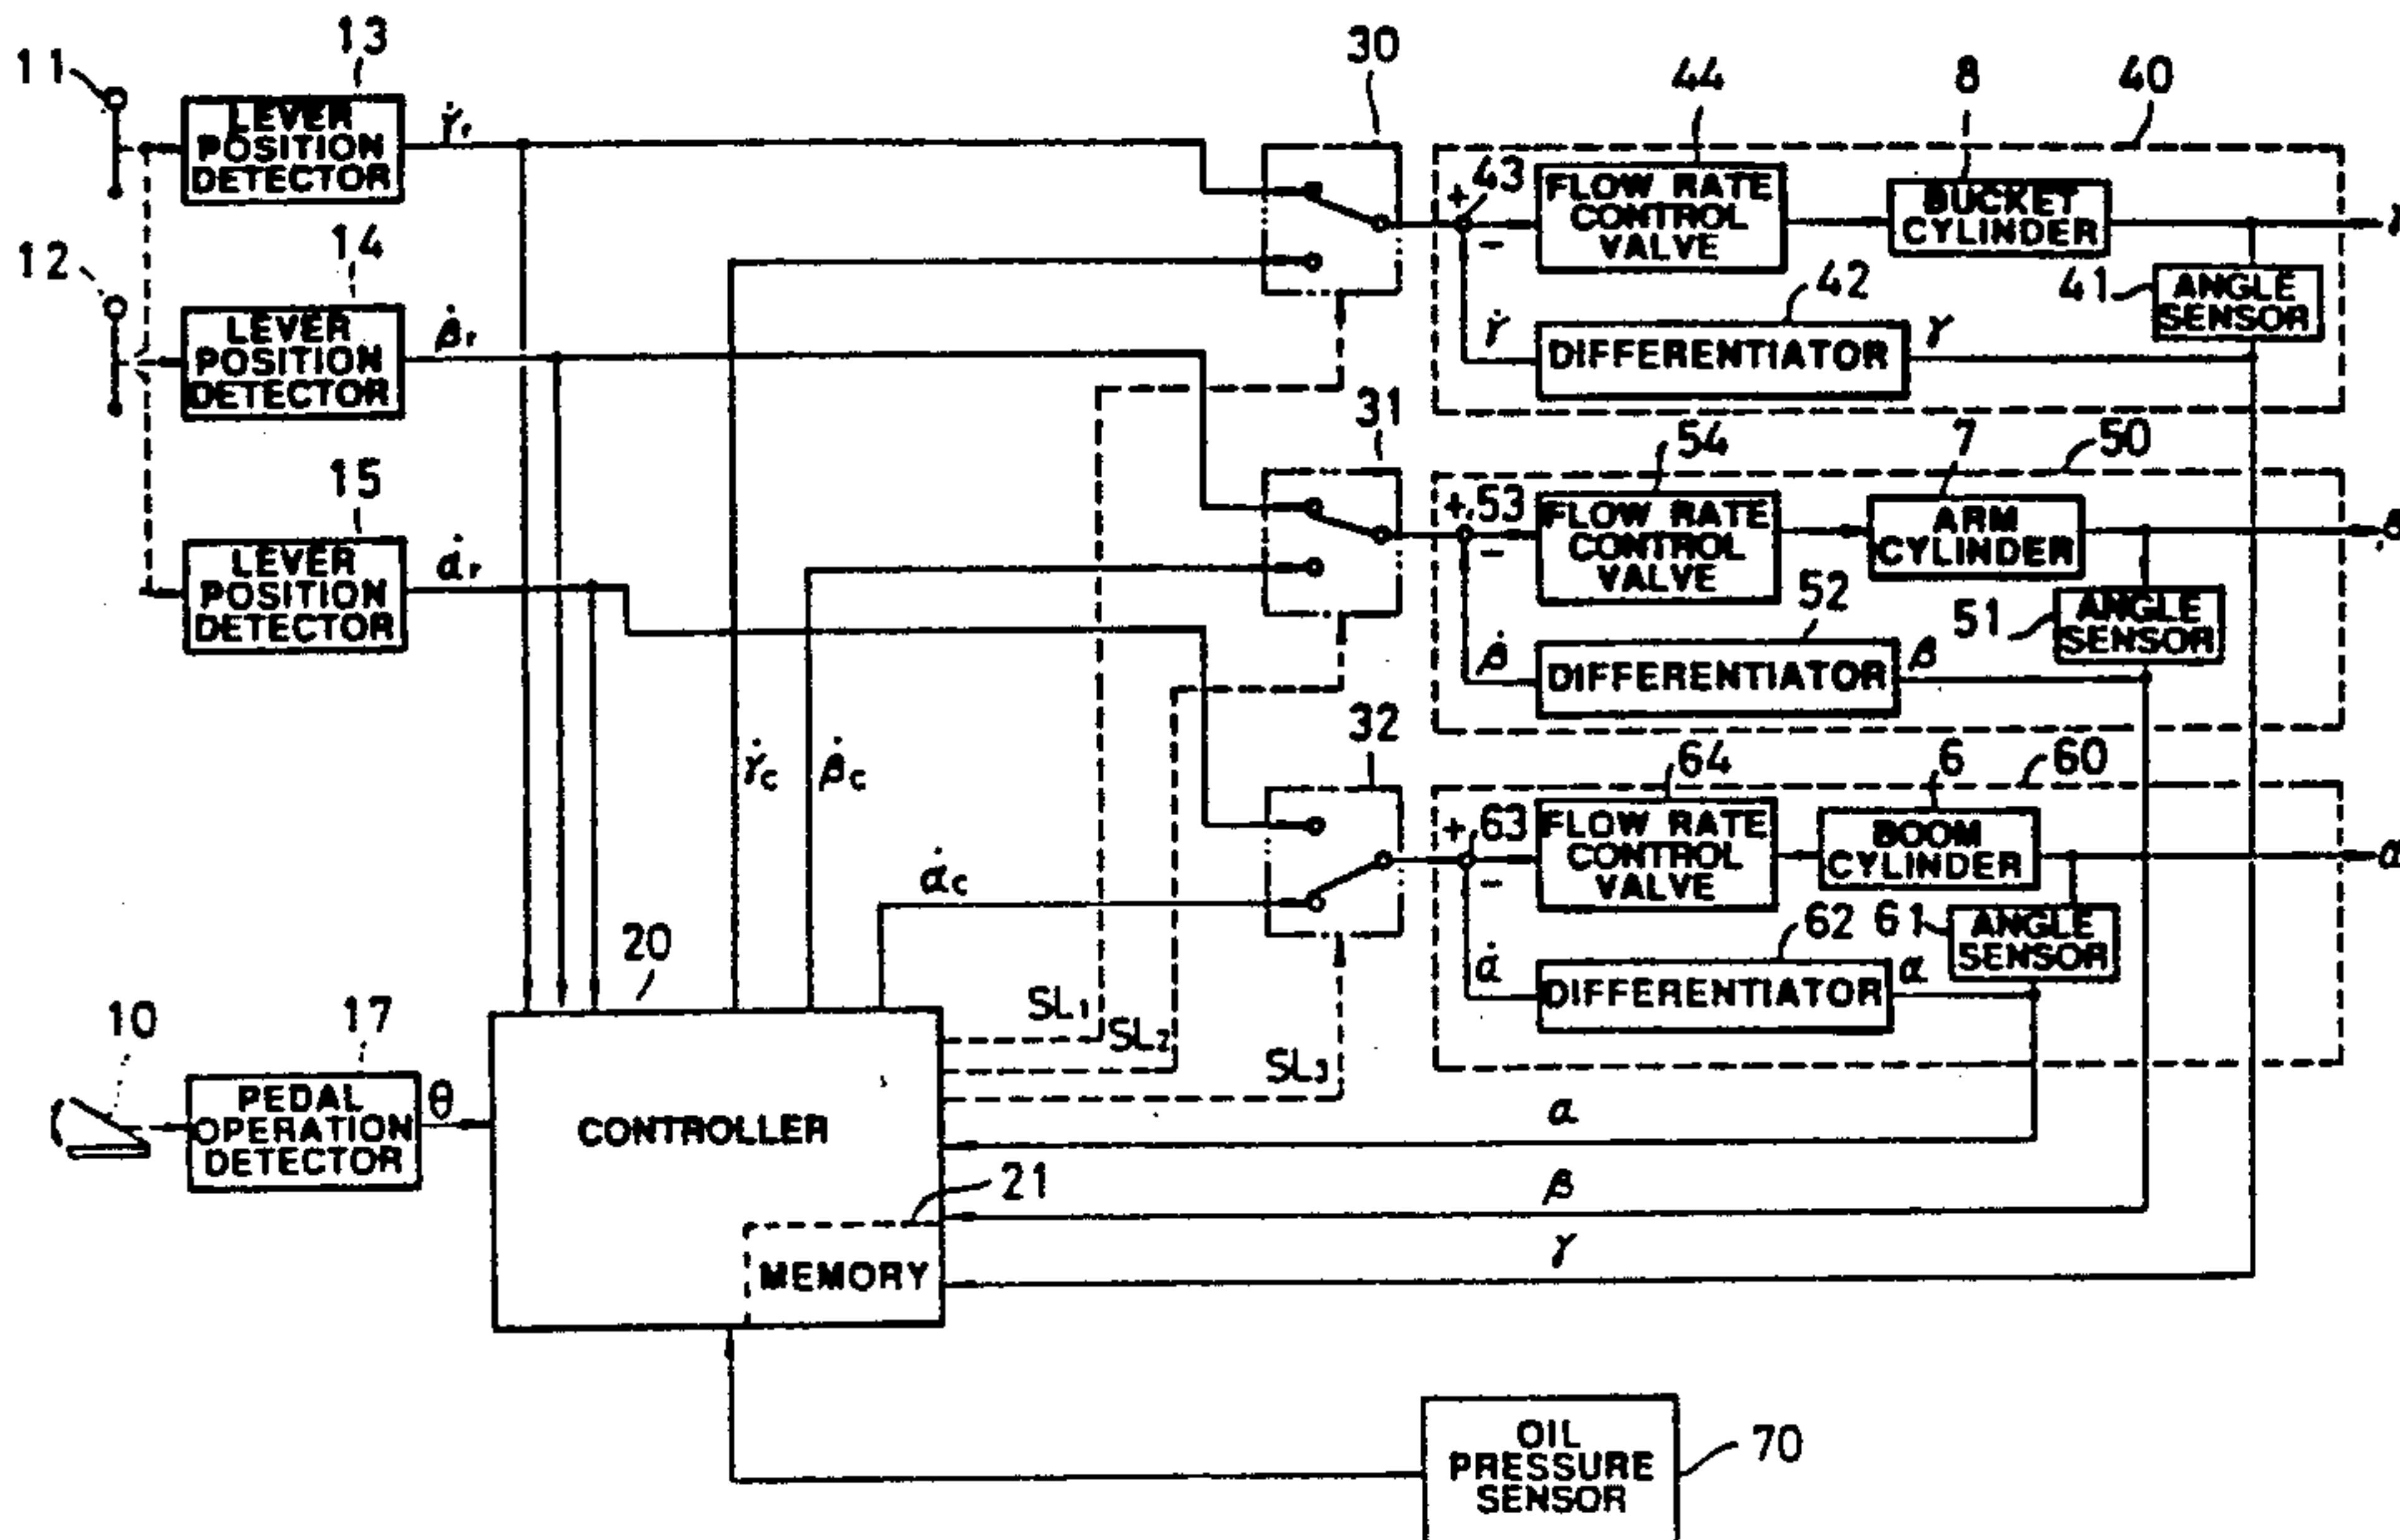 11
13
LEVER
POSITION
DETECTOR
γ̇r
30
44
8
40
+
43
-
FLOW RATE
CONTROL
VALVE
BUCKET
CYLINDER
γ
41
ANGLE
SENSOR
42
γ̇
DIFFERENTIATOR
γ
12
14
LEVER
POSITION
DETECTOR
β̇r
31
54
7
50
+
53
-
FLOW RATE
CONTROL
VALVE
ARM
CYLINDER
β
51
ANGLE
SENSOR
52
β̇
DIFFERENTIATOR
β
15
LEVER
POSITION
DETECTOR
α̇r
32
64
6
60
+
63
-
FLOW RATE
CONTROL
VALVE
BOOM
CYLINDER
α
61
ANGLE
SENSOR
62
α̇
DIFFERENTIATOR
α
γ̇c
β̇c
α̇c
20
SL1
SL2
SL3
10
17
PEDAL
OPERATION
DETECTOR
θ
CONTROLLER
21
MEMORY
α
β
γ
OIL
PRESSURE
SENSOR
70